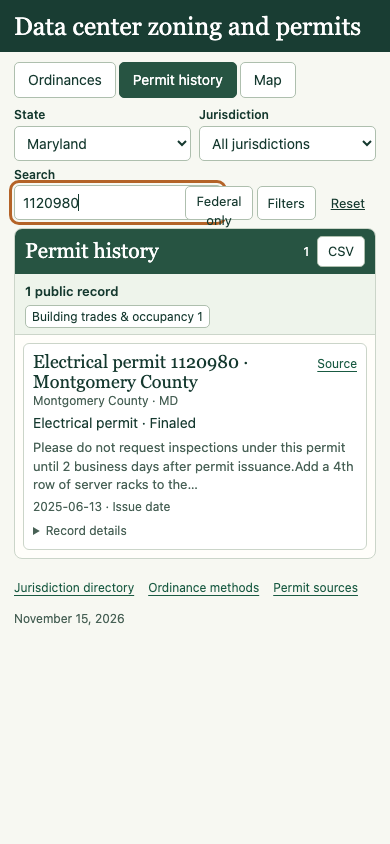 Data center zoning and permits
Ordinances
Permit history
Map
State
Jurisdiction
Maryland
All jurisdictions
Search
1120980
Federal only
Filters
Reset
Permit history
1
CSV
1 public record
Building trades & occupancy 1
Electrical permit 1120980 ·
Montgomery County
Source
Montgomery County · MD
Electrical permit · Finaled
Please do not request inspections under this permit
until 2 business days after permit issuance.Add a 4th
row of server racks to the…
2025-06-13 · Issue date
Record details
Jurisdiction directory
Ordinance methods
Permit sources
November 15, 2026